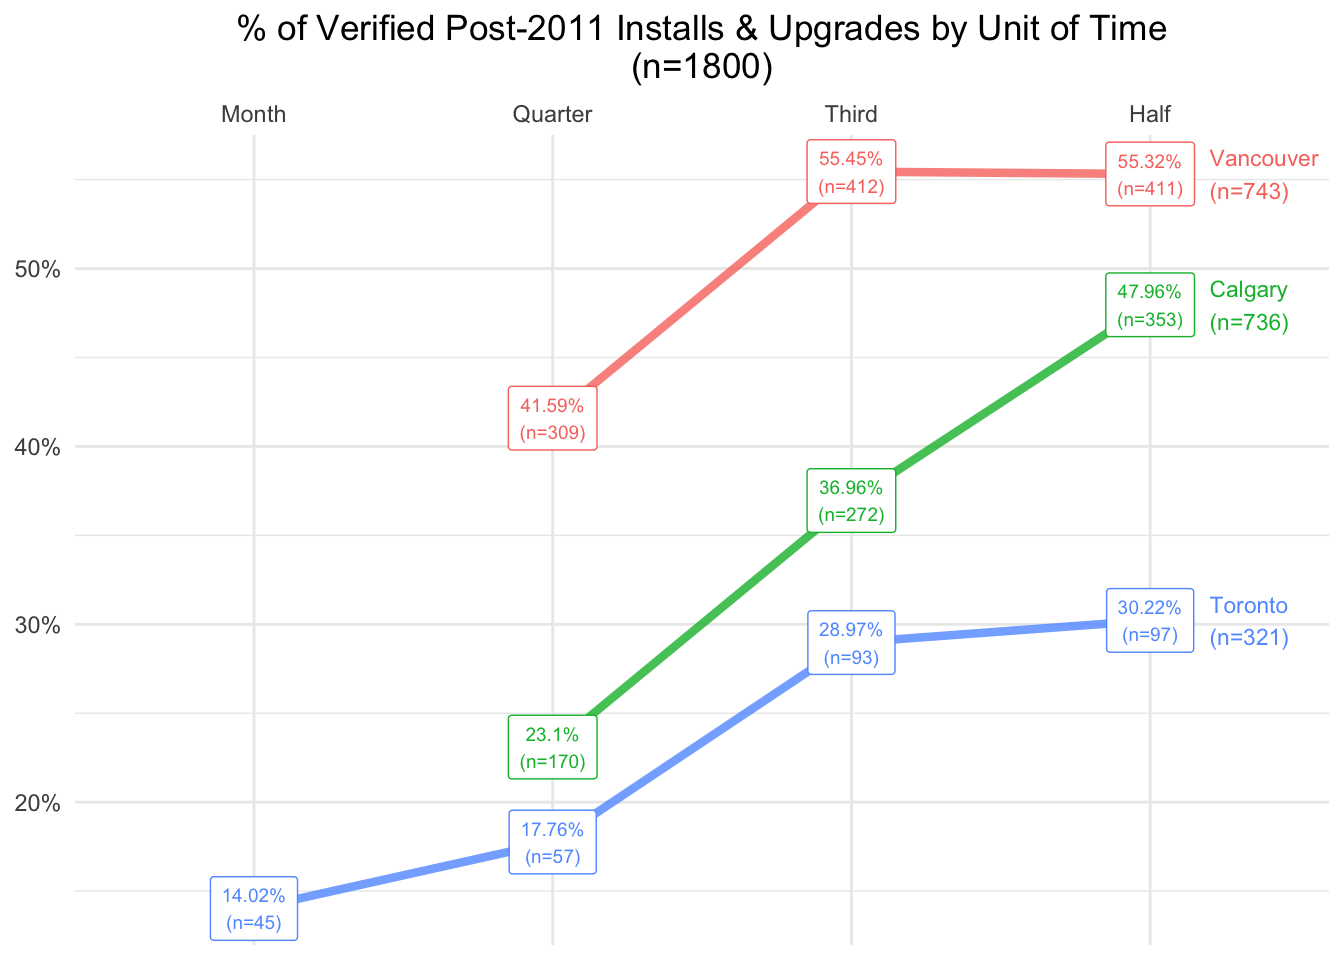 % of Verified Post-2011 Installs & Upgrades by Unit of Time
(n=1800)
Month Quarter Third Half
55.45%
(n=412)
55.32%
(n=411)
Vancouver
(n=743)
50%
47.96%
(n=353)
Calgary
(n=736)
41.59%
(n=309)
40%
36.96%
(n=272)
30%
28.97%
(n=93)
30.22%
(n=97)
Toronto
(n=321)
23.1%
(n=170)
20%
17.76%
(n=57)
14.02%
(n=45)